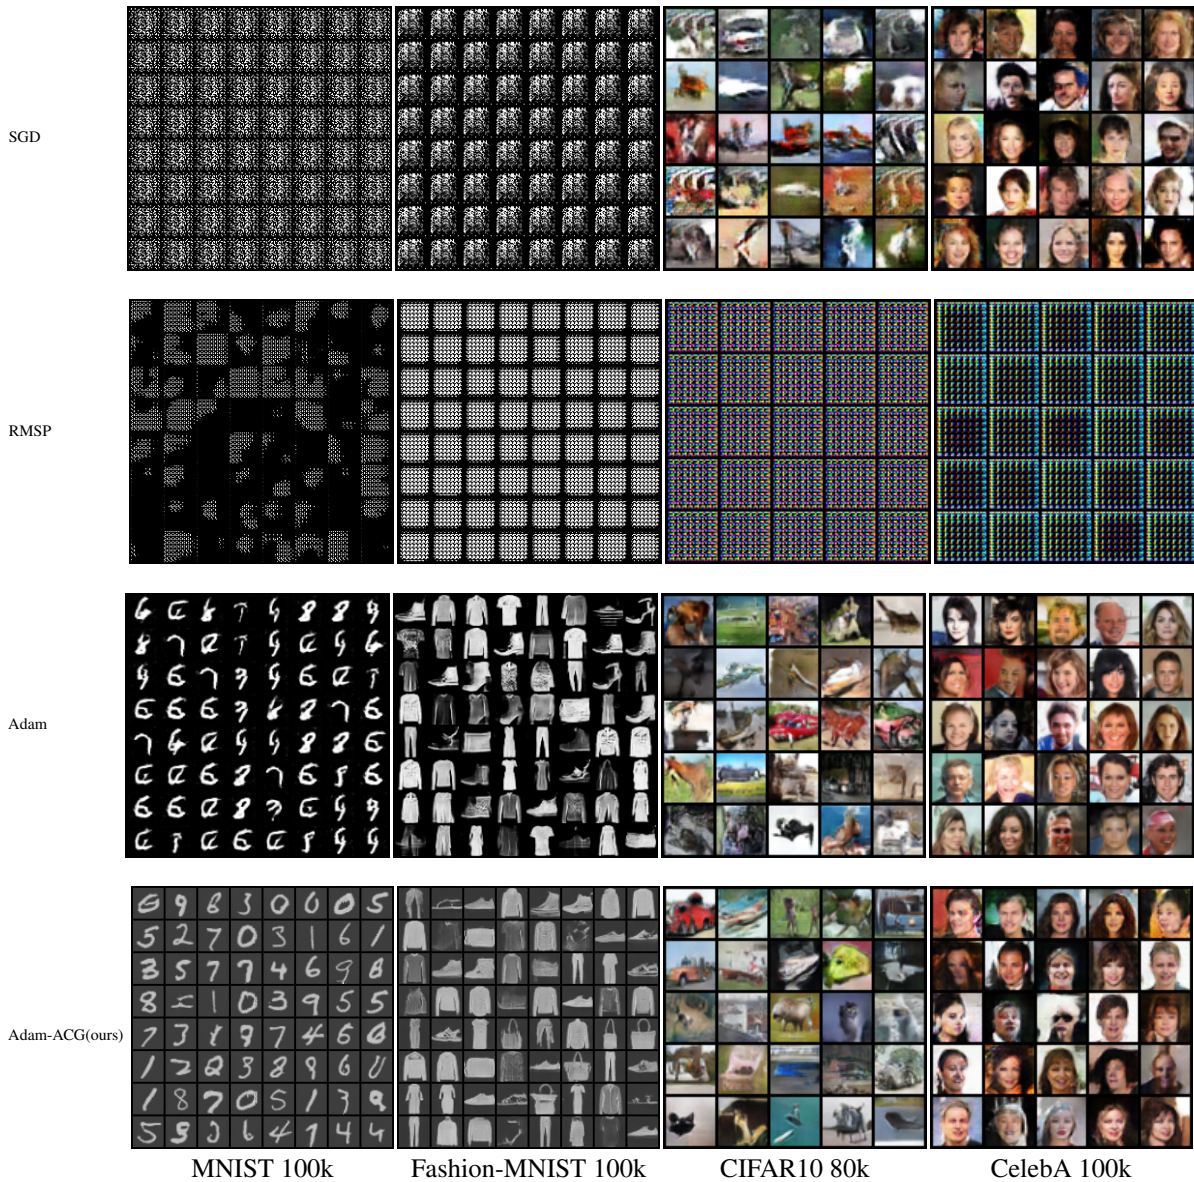 SGD
RMSP
Adam
Adam-ACG(ours)
MNIST 100k
Fashion-MNIST 100k
CIFAR10 80k
CelebA 100k